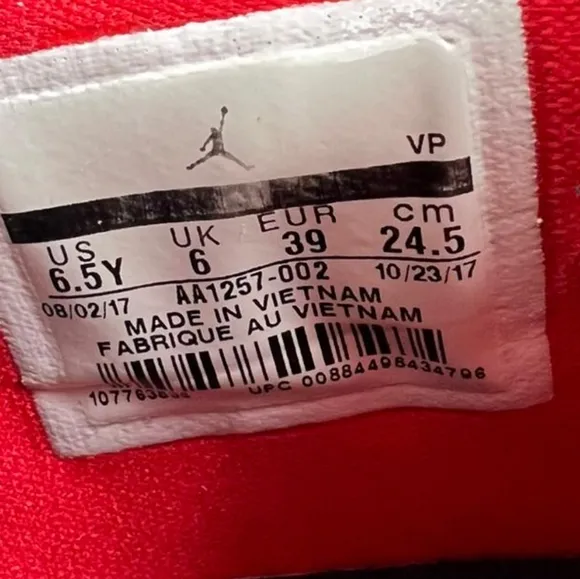 VP
US UK EUR cm
6.5Y 6 39 24.5
08/02/17 AA1257-002 10/23/17
MADE IN VIETNAM
FABRIQUE AU VIETNAM
UPC 00884498434796